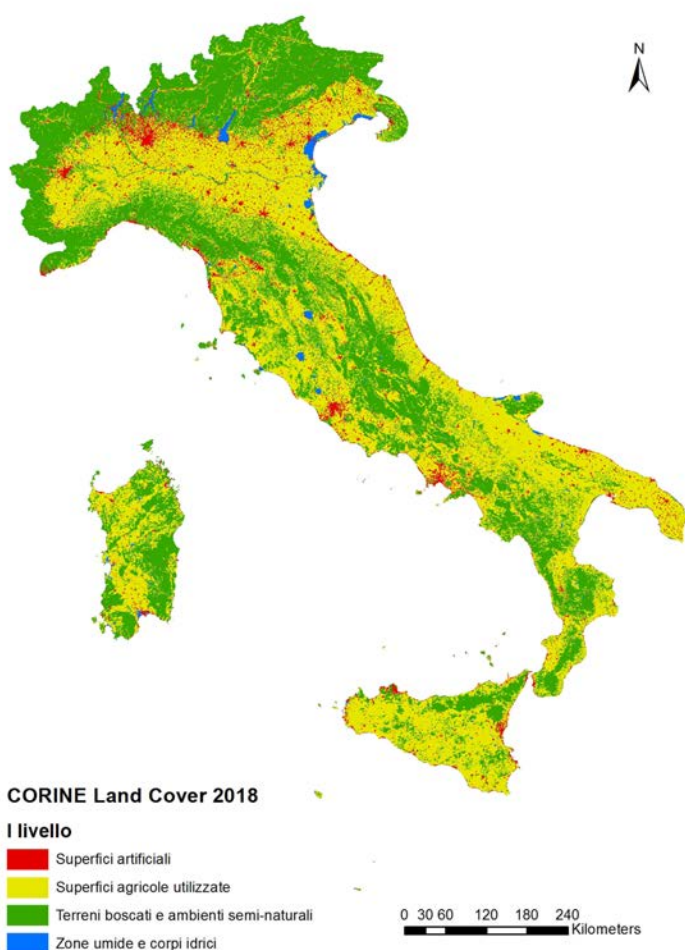 N
CORINE Land Cover 2018
I livello
Superfici artificiali
Superfici agricole utilizzate
Terreni boscati e ambienti semi-naturali
Zone umide e corpi idrici
0 30 60 120 180 240
Kilometers